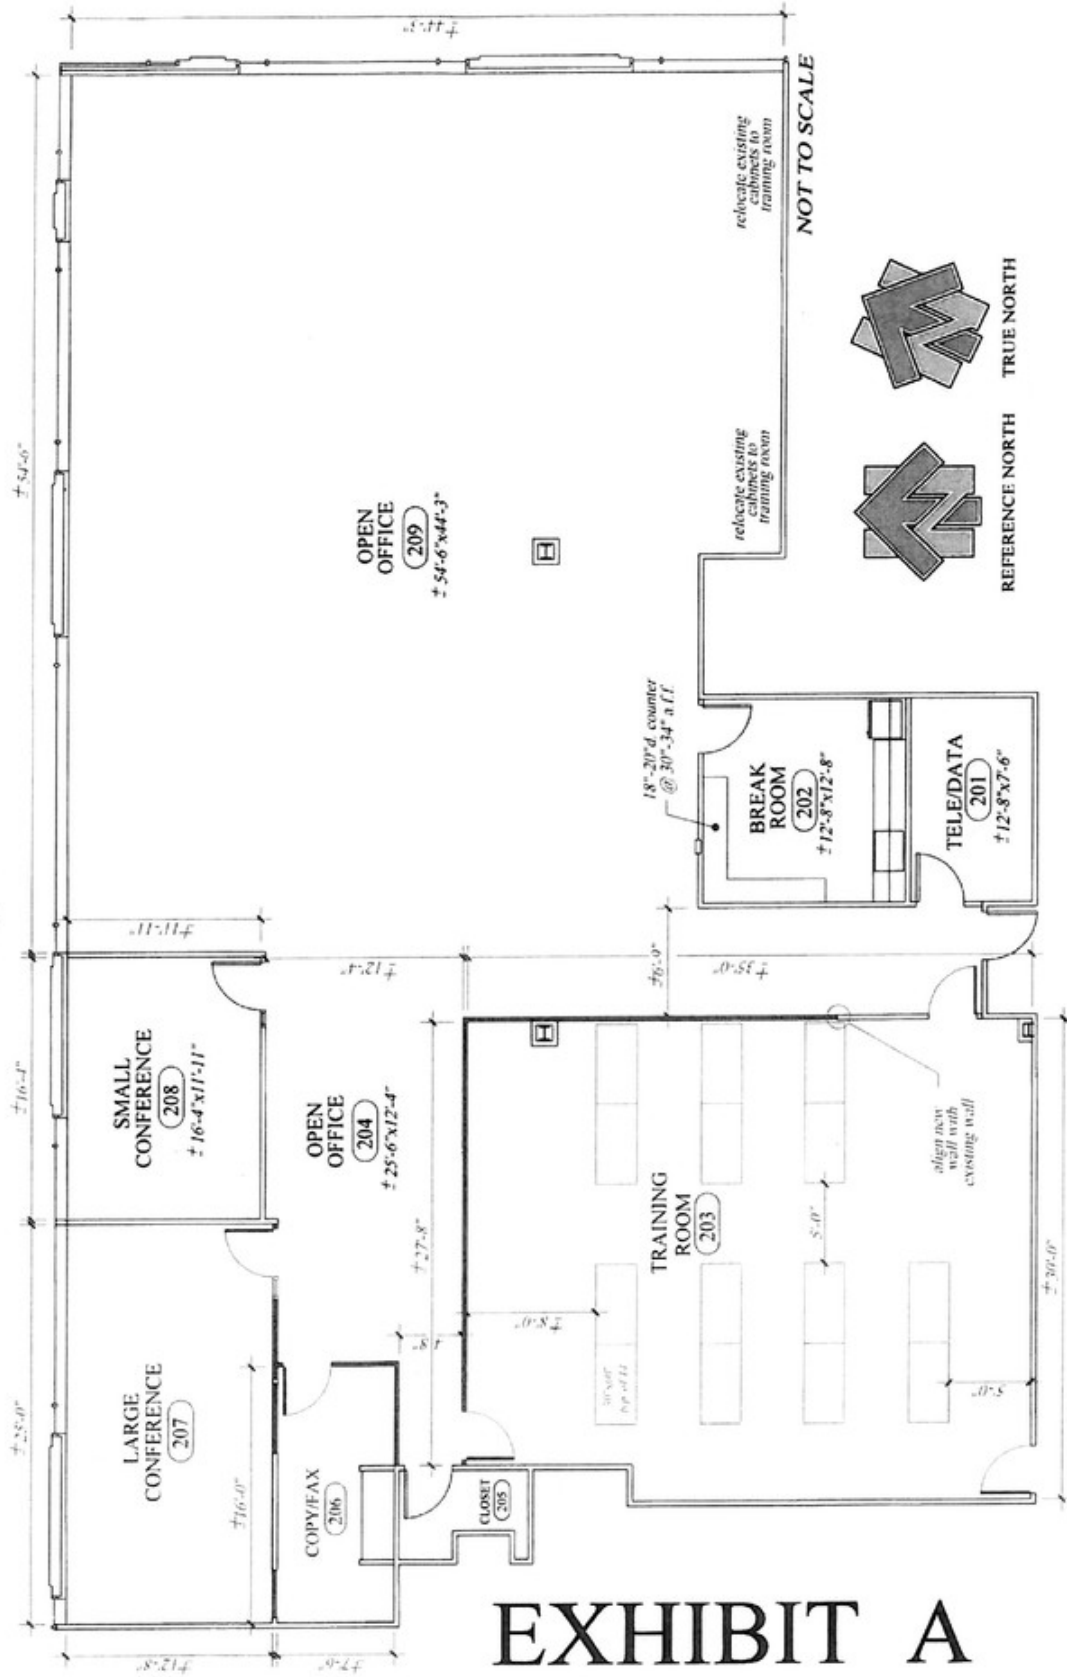 ±25'-0"
±16'-4"
±54'-6"
±12'-8"
±7'-6"
LARGE
CONFERENCE
207
SMALL
CONFERENCE
208
± 16'-4"x11'-11"
±11'-11"
±44'-3"
±16'-0"
COPY/FAX
206
OPEN
OFFICE
204
± 25'-6"x12'-4"
±12'-4"
OPEN
OFFICE
209
± 54'-6"x44'-3"
±27'-8"
CLOSET
205
±8'-0"
TRAINING
ROOM
203
5'-0"
5'-0"
±35'-0"
±6'-9"
18"-20"d. counter
@ 30"-34" a.f.f.
BREAK
ROOM
202
±12'-8"x12'-8"
TELE/DATA
201
±12'-8"x7'-6"
align new
wall with
existing wall
±30'-0"
relocate existing
cabinets to
training room
relocate existing
cabinets to
training room
NOT TO SCALE
REFERENCE NORTH
TRUE NORTH
EXHIBIT A